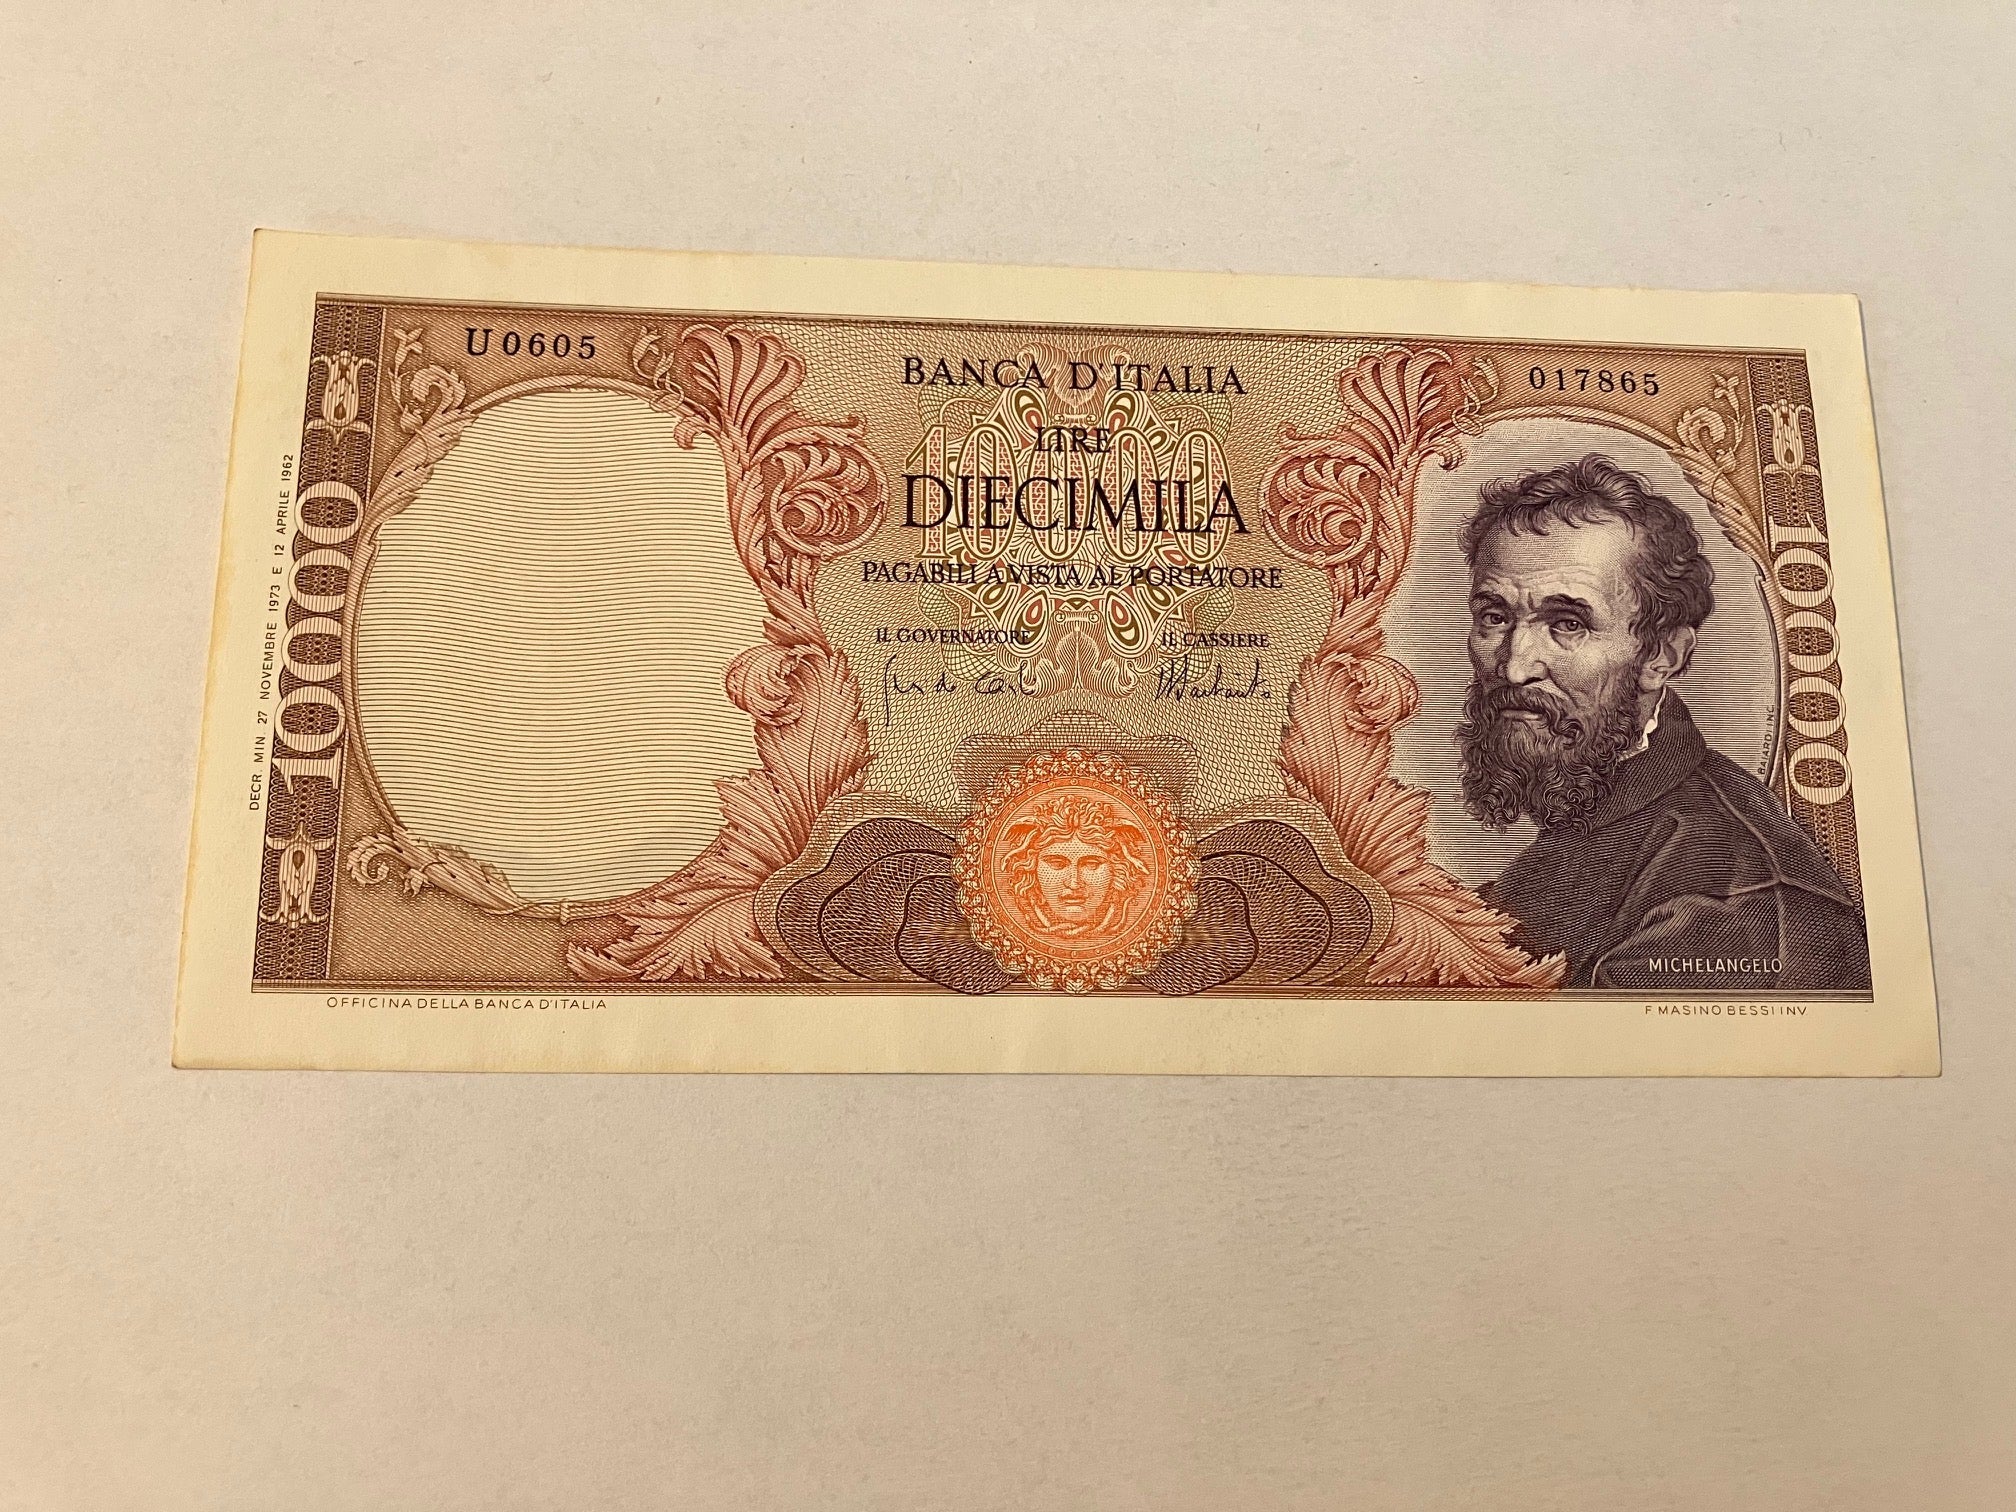 U 0605
017865
BANCA D'ITALIA
LIRE
10000
DIECIMILA
PAGABILI A VISTA AL PORTATORE
IL GOVERNATORE
IL CASSIERE
10000
10000
DECR. MIN. 27 NOVEMBRE 1973 E 12 APRILE 1962
MICHELANGELO
OFFICINA DELLA BANCA D'ITALIA
F. MASINO BESSI INV.